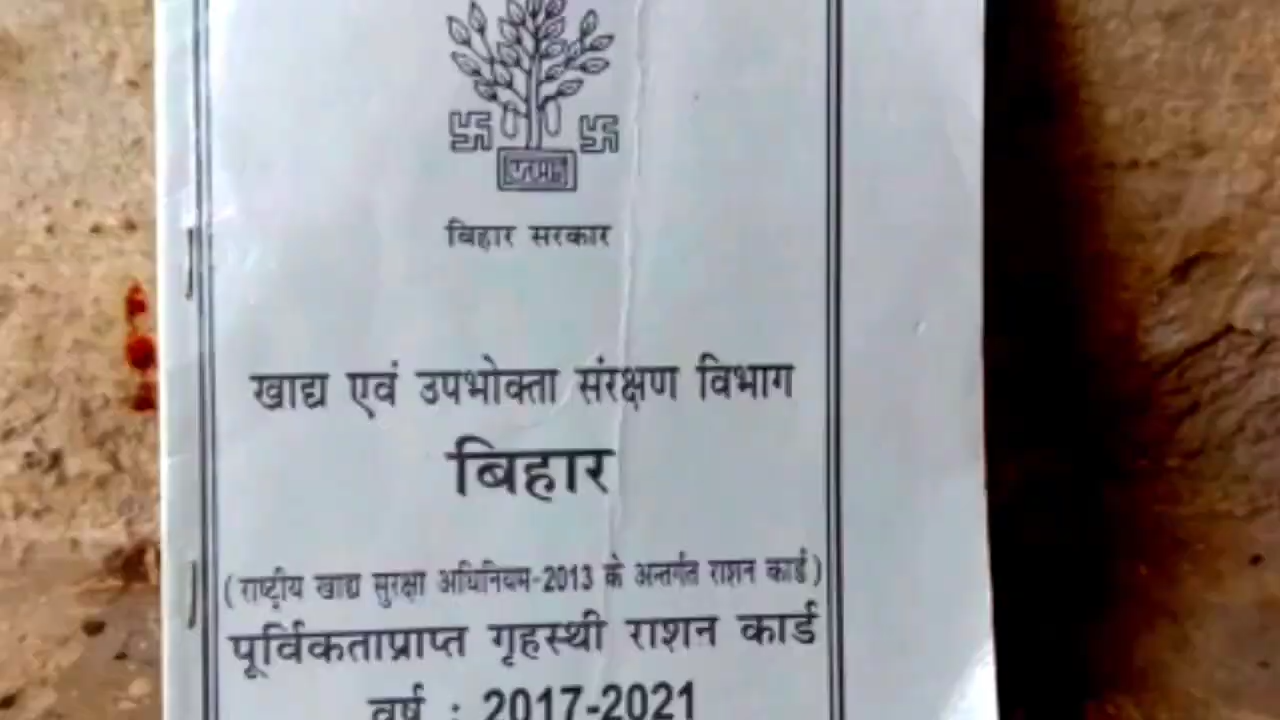 बिहार सरकार
खाद्य एवं उपभोक्ता संरक्षण विभाग
बिहार
(राष्ट्रीय खाद्य सुरक्षा अधिनियम-2013 के अन्तर्गत राशन कार्ड)
पूर्विकताप्राप्त गृहस्थी राशन कार्ड
वर्ष : 2017-2021